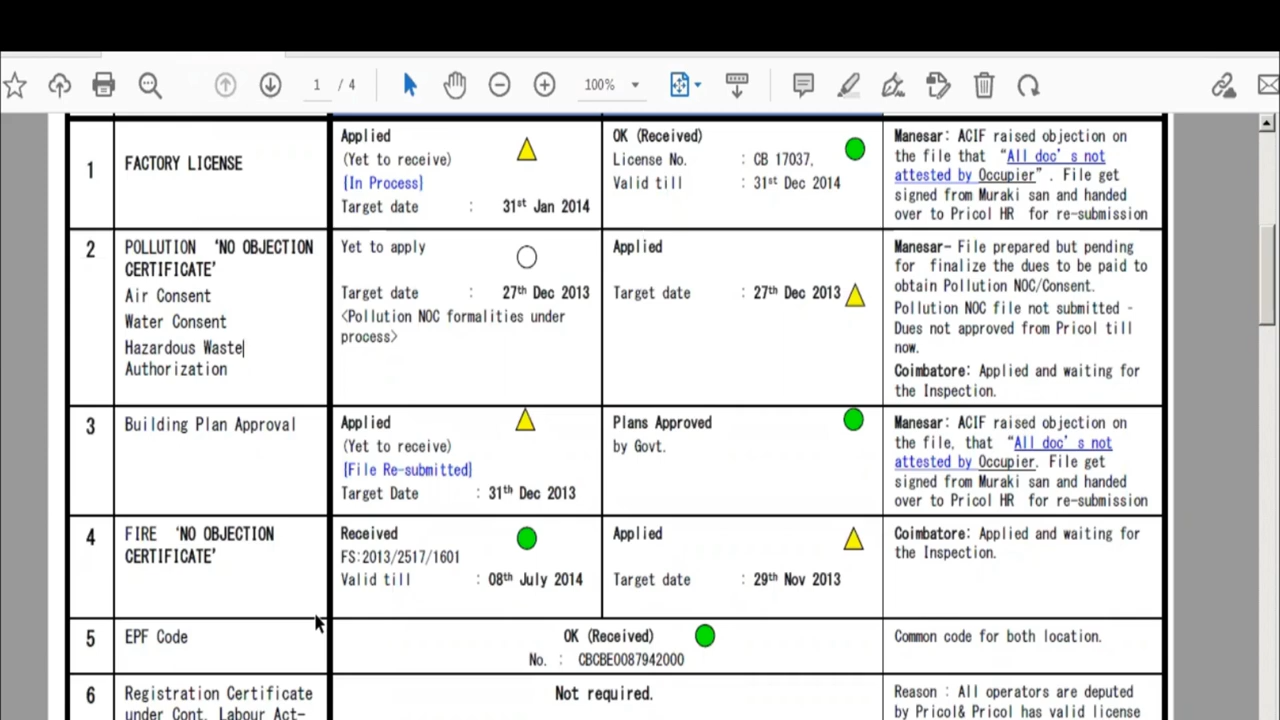 1 / 4
100%
1
FACTORY LICENSE
Applied
(Yet to receive)
[In Process]
Target date : 31st Jan 2014
OK (Received)
License No. : CB 17037,
Valid till : 31st Dec 2014
Manesar: ACIF raised objection on
the file that “All doc’s not
attested by Occupier”. File get
signed from Muraki san and handed
over to Pricol HR for re-submission
2
POLLUTION ‘NO OBJECTION
CERTIFICATE’
Air Consent
Water Consent
Hazardous Waste
Authorization
Yet to apply
Target date : 27th Dec 2013
<Pollution NOC formalities under
process>
Applied
Target date : 27th Dec 2013
Manesar- File prepared but pending
for finalize the dues to be paid to
obtain Pollution NOC/Consent.
Pollution NOC file not submitted -
Dues not approved from Pricol till
now.
Coimbatore: Applied and waiting for
the Inspection.
3
Building Plan Approval
Applied
(Yet to receive)
[File Re-submitted]
Target Date : 31th Dec 2013
Plans Approved
by Govt.
Manesar: ACIF raised objection on
the file, that “All doc’s not
attested by Occupier. File get
signed from Muraki san and handed
over to Pricol HR for re-submission
4
FIRE ‘NO OBJECTION
CERTIFICATE’
Received
FS:2013/2517/1601
Valid till : 08th July 2014
Applied
Target date : 29th Nov 2013
Coimbatore: Applied and waiting for
the Inspection.
5
EPF Code
OK (Received)
No. : CBCBE0087942000
Common code for both location.
6
Registration Certificate
under Cont. Labour Act-
Not required.
Reason : All operators are deputed
by Pricol& Pricol has valid license